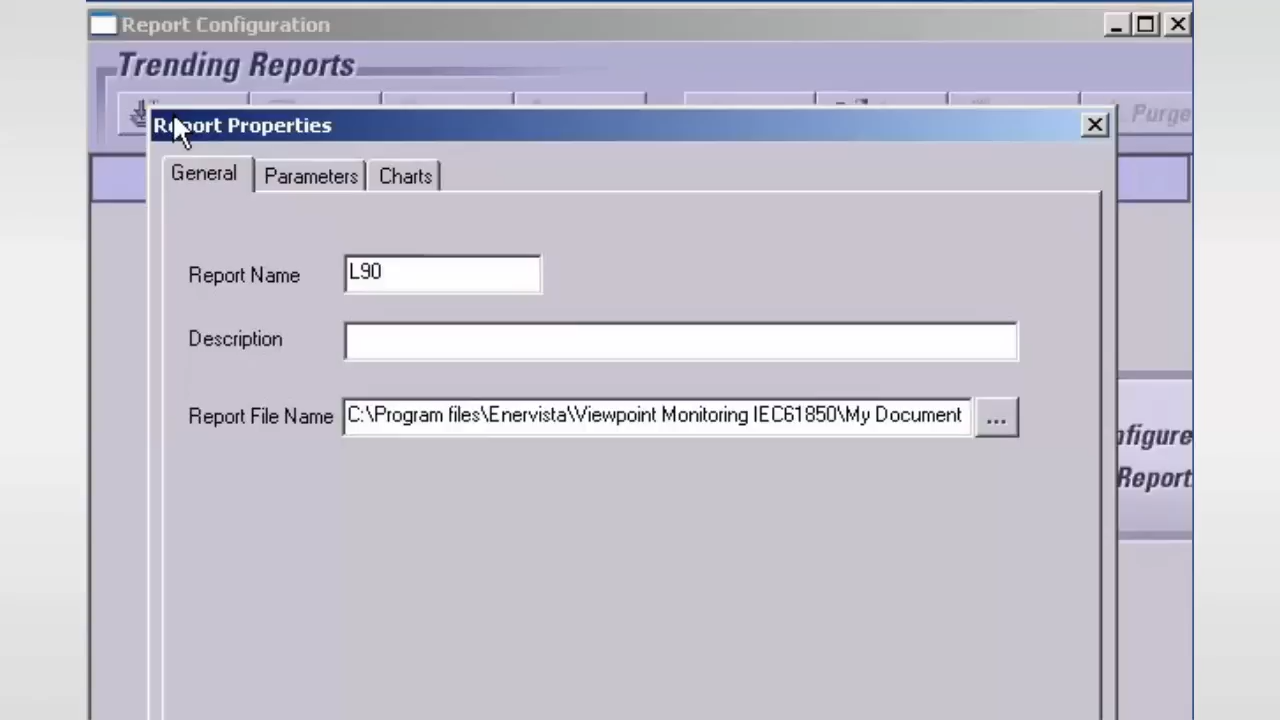 Report Configuration
Trending Reports
Purge
Report Properties
General Parameters Charts
Report Name L90
Description
Report File Name C:\Program files\Enervista\Viewpoint Monitoring IEC61850\My Document ...
nfigure
Report